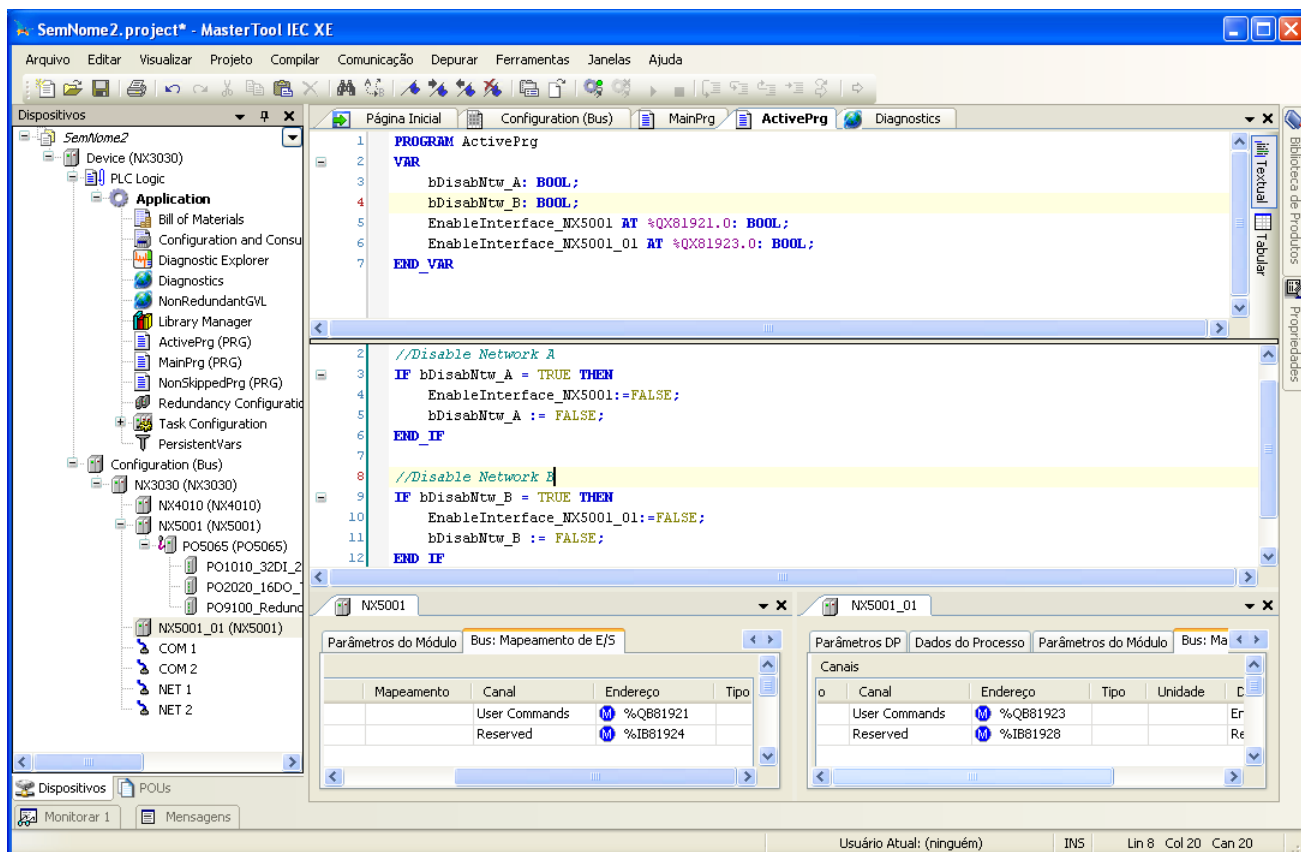 SemNome2.project* - MasterTool IEC XE
Arquivo Editar Visualizar Projeto Compilar Comunicação Depurar Ferramentas Janelas Ajuda
Dispositivos
SemNome2
Device (NX3030)
PLC Logic
Application
Bill of Materials
Configuration and Consu
Diagnostic Explorer
Diagnostics
NonRedundantGVL
Library Manager
ActivePrg (PRG)
MainPrg (PRG)
NonSkippedPrg (PRG)
Redundancy Configuratio
Task Configuration
PersistentVars
Configuration (Bus)
NX3030 (NX3030)
NX4010 (NX4010)
NX5001 (NX5001)
PO5065 (PO5065)
PO1010_32DI_2
PO2020_16DO_
PO9100_Redund
NX5001_01 (NX5001)
COM 1
COM 2
NET 1
NET 2
Dispositivos POUs
Página Inicial Configuration (Bus) MainPrg ActivePrg Diagnostics
1 PROGRAM ActivePrg
2 VAR
3 bDisabNtw_A: BOOL;
4 bDisabNtw_B: BOOL;
5 EnableInterface_NX5001 AT %QX81921.0: BOOL;
6 EnableInterface_NX5001_01 AT %QX81923.0: BOOL;
7 END_VAR
Textual
Tabular
2 //Disable Network A
3 IF bDisabNtw_A = TRUE THEN
4 EnableInterface_NX5001:=FALSE;
5 bDisabNtw_A := FALSE;
6 END_IF
7
8 //Disable Network B
9 IF bDisabNtw_B = TRUE THEN
10 EnableInterface_NX5001_01:=FALSE;
11 bDisabNtw_B := FALSE;
12 END IF
NX5001
Parâmetros do Módulo Bus: Mapeamento de E/S
Mapeamento Canal Endereço Tipo
User Commands %QB81921
Reserved %IB81924
NX5001_01
Parâmetros DP Dados do Processo Parâmetros do Módulo Bus: Ma
Canais
o Canal Endereço Tipo Unidade D
User Commands %QB81923 Er
Reserved %IB81928 Re
Biblioteca de Produtos
Propriedades
Monitorar 1 Mensagens
Usuário Atual: (ninguém) INS Lin 8 Col 20 Can 20